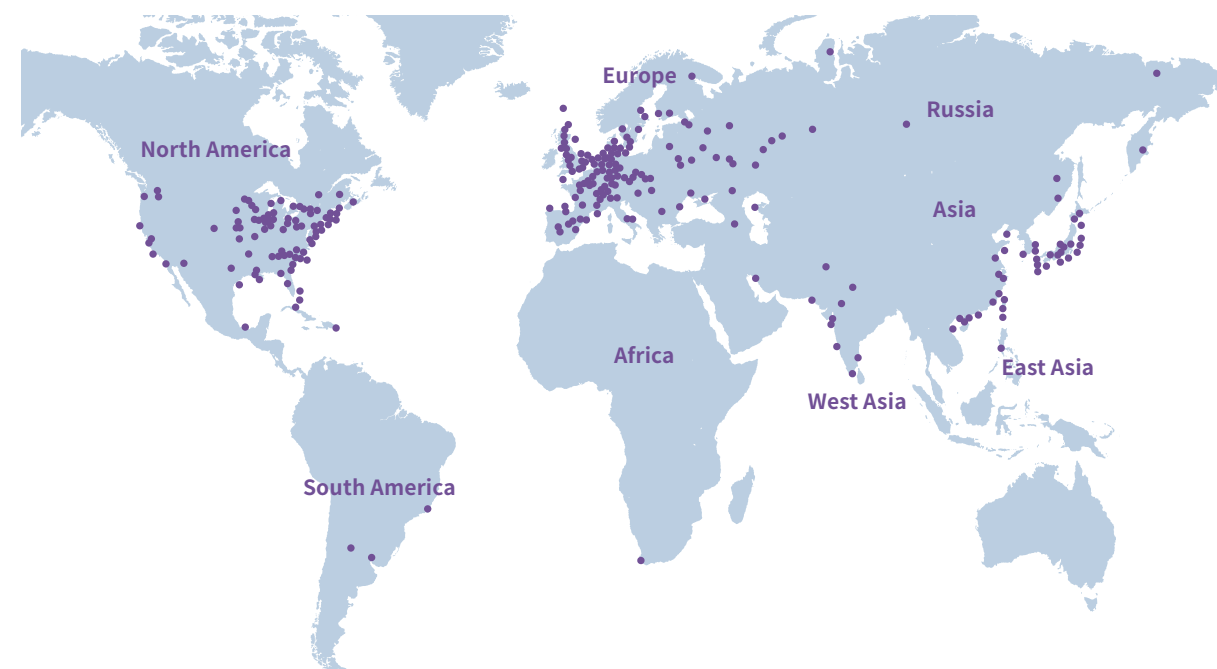 Europe
Russia
North America
Asia
Africa
East Asia
West Asia
South America